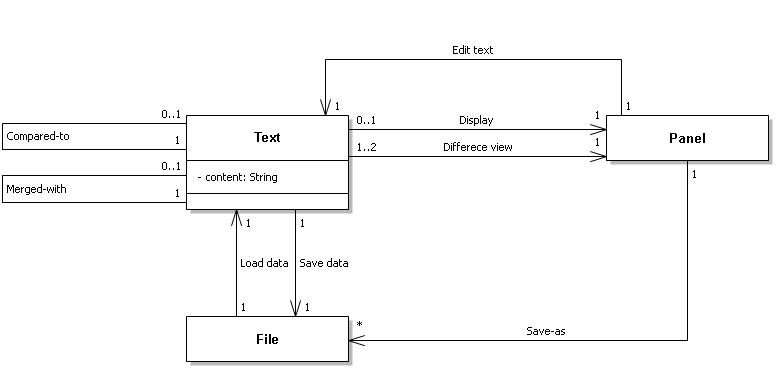 Edit text
1
1
0..1
0..1
Display
1
Text
Panel
Compared-to
1
1..2
Differece view
1
0..1
1
- content: String
Merged-with
1
1
1
Load data
Save data
1
1
*
Save-as
File